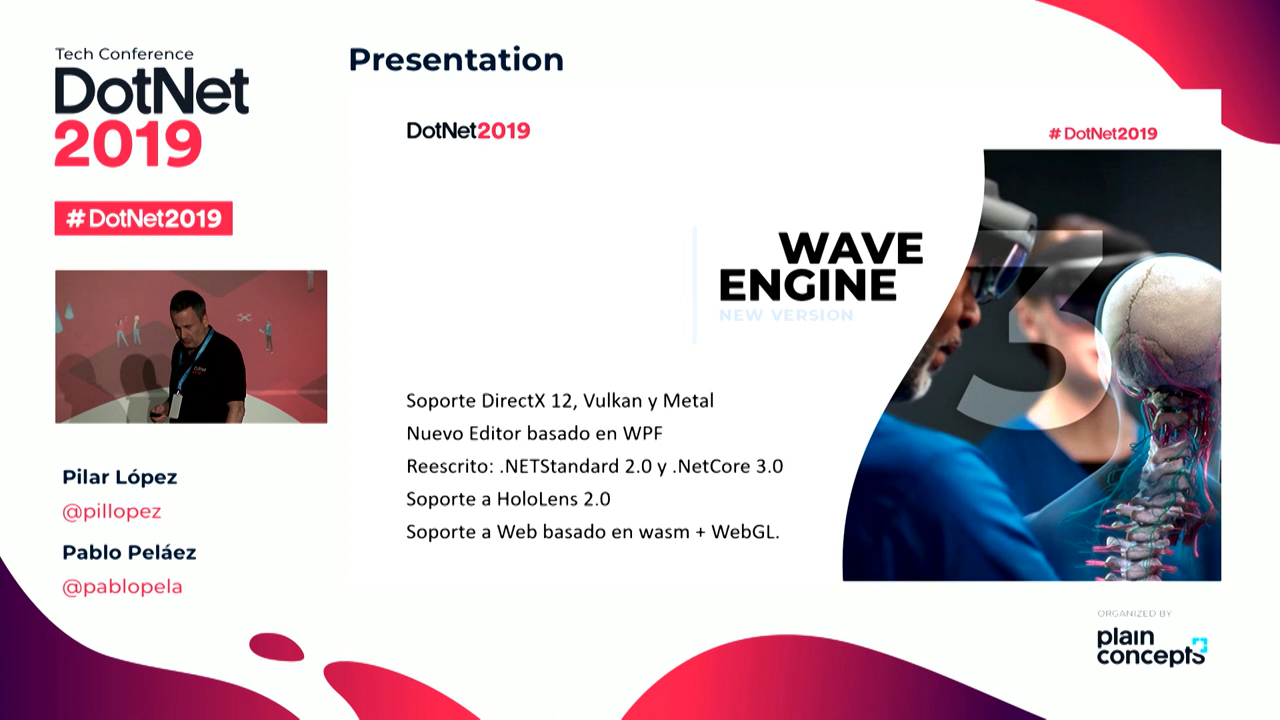 Tech Conference
DotNet
2019
#DotNet2019
Pilar López
@pillopez
Pablo Peláez
@pablopela
Presentation
DotNet2019
#DotNet2019
WAVE
ENGINE
NEW VERSION
3
Soporte DirectX 12, Vulkan y Metal
Nuevo Editor basado en WPF
Reescrito: .NETStandard 2.0 y .NetCore 3.0
Soporte a HoloLens 2.0
Soporte a Web basado en wasm + WebGL.
ORGANIZED BY
plain
concepts